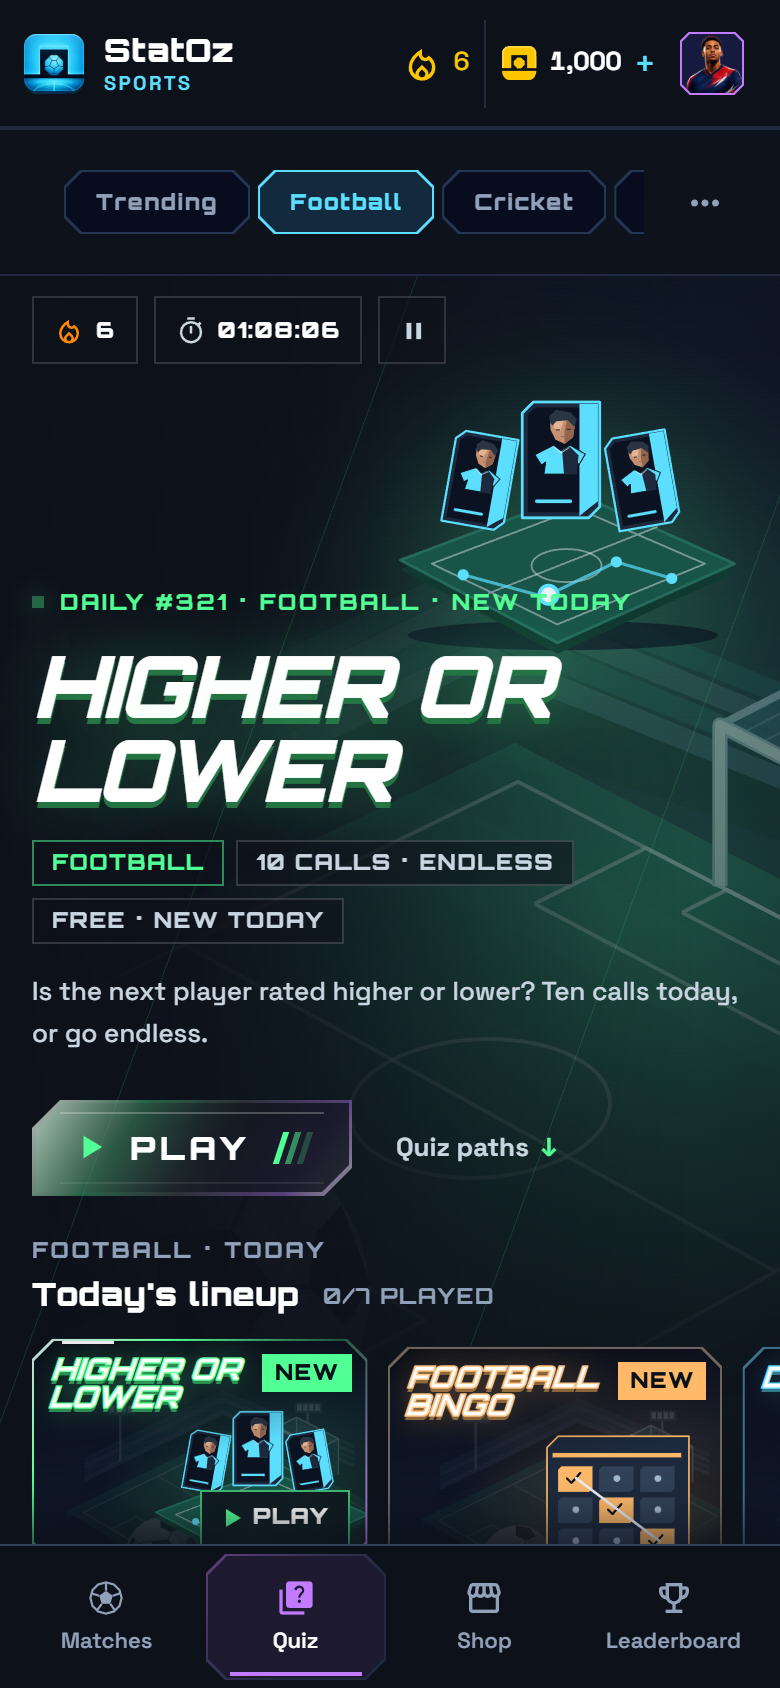 StatOz
SPORTS
6
1,000 +
Trending
Football
Cricket
•••
6
01:08:06
DAILY #321 · FOOTBALL · NEW TODAY
HIGHER OR
LOWER
FOOTBALL
10 CALLS · ENDLESS
FREE · NEW TODAY
Is the next player rated higher or lower? Ten calls today,
or go endless.
PLAY
Quiz paths ↓
FOOTBALL · TODAY
Today's lineup 0/7 PLAYED
HIGHER OR
LOWER
NEW
PLAY
FOOTBALL
BINGO
NEW
Matches
Quiz
Shop
Leaderboard